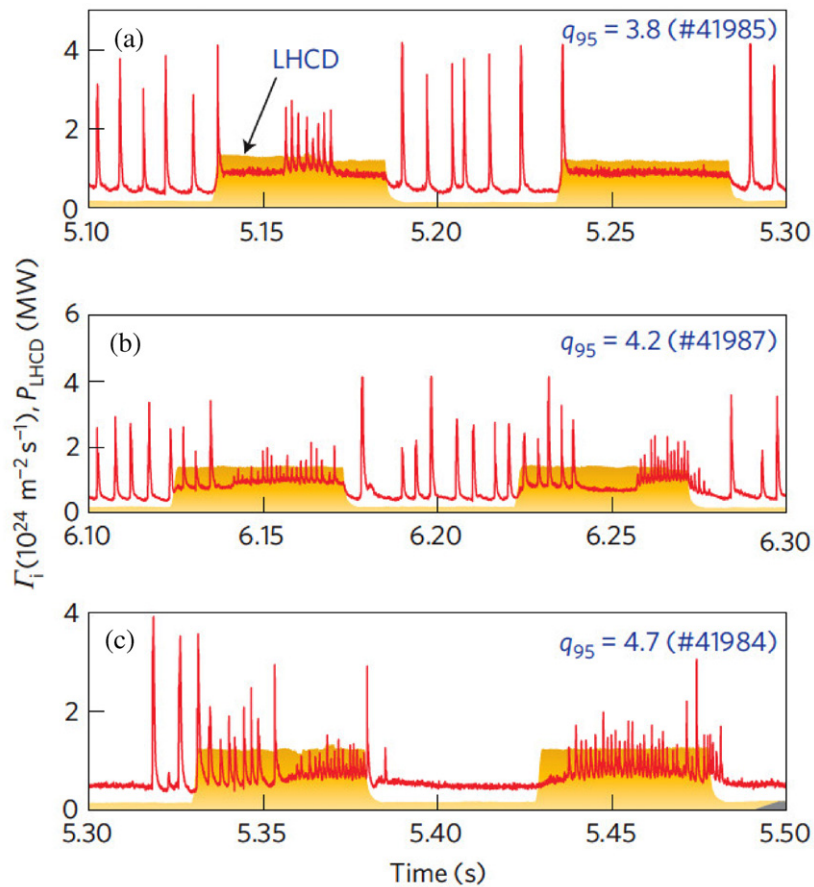 (a)
q95 = 3.8 (#41985)
LHCD
4
2
0
5.10 5.15 5.20 5.25 5.30
(b)
q95 = 4.2 (#41987)
6
4
2
0
6.10 6.15 6.20 6.25 6.30
Γi (10²⁴ m⁻² s⁻¹), PLHCD (MW)
(c)
q95 = 4.7 (#41984)
4
2
0
5.30 5.35 5.40 5.45 5.50
Time (s)